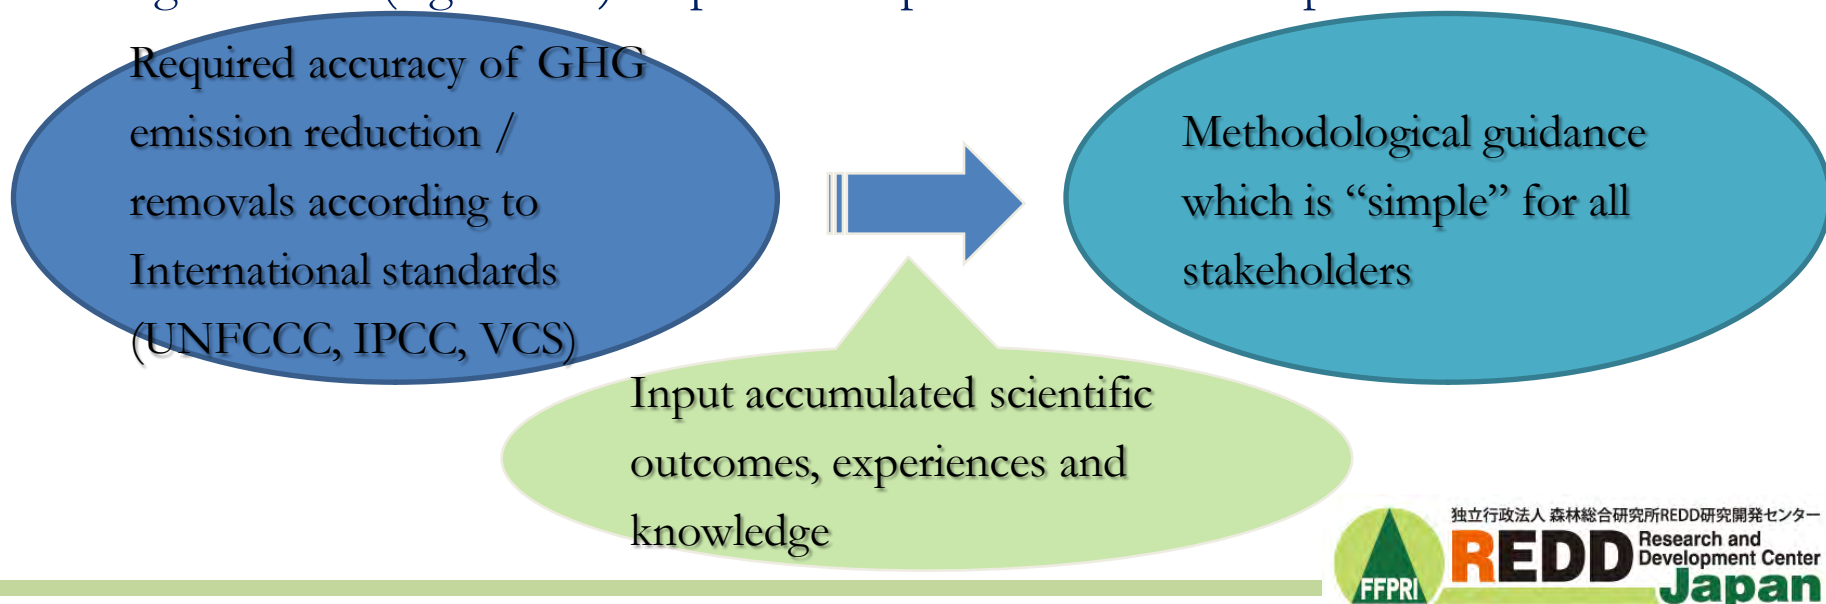 Required accuracy of GHG
emission reduction /
removals according to
International standards
(UNFCCC, IPCC, VCS)
Methodological guidance
which is “simple” for all
stakeholders
Input accumulated scientific
outcomes, experiences and
knowledge
独立行政法人 森林総合研究所REDD研究開発センター
REDD Research and
Development Center
Japan
FFPRI